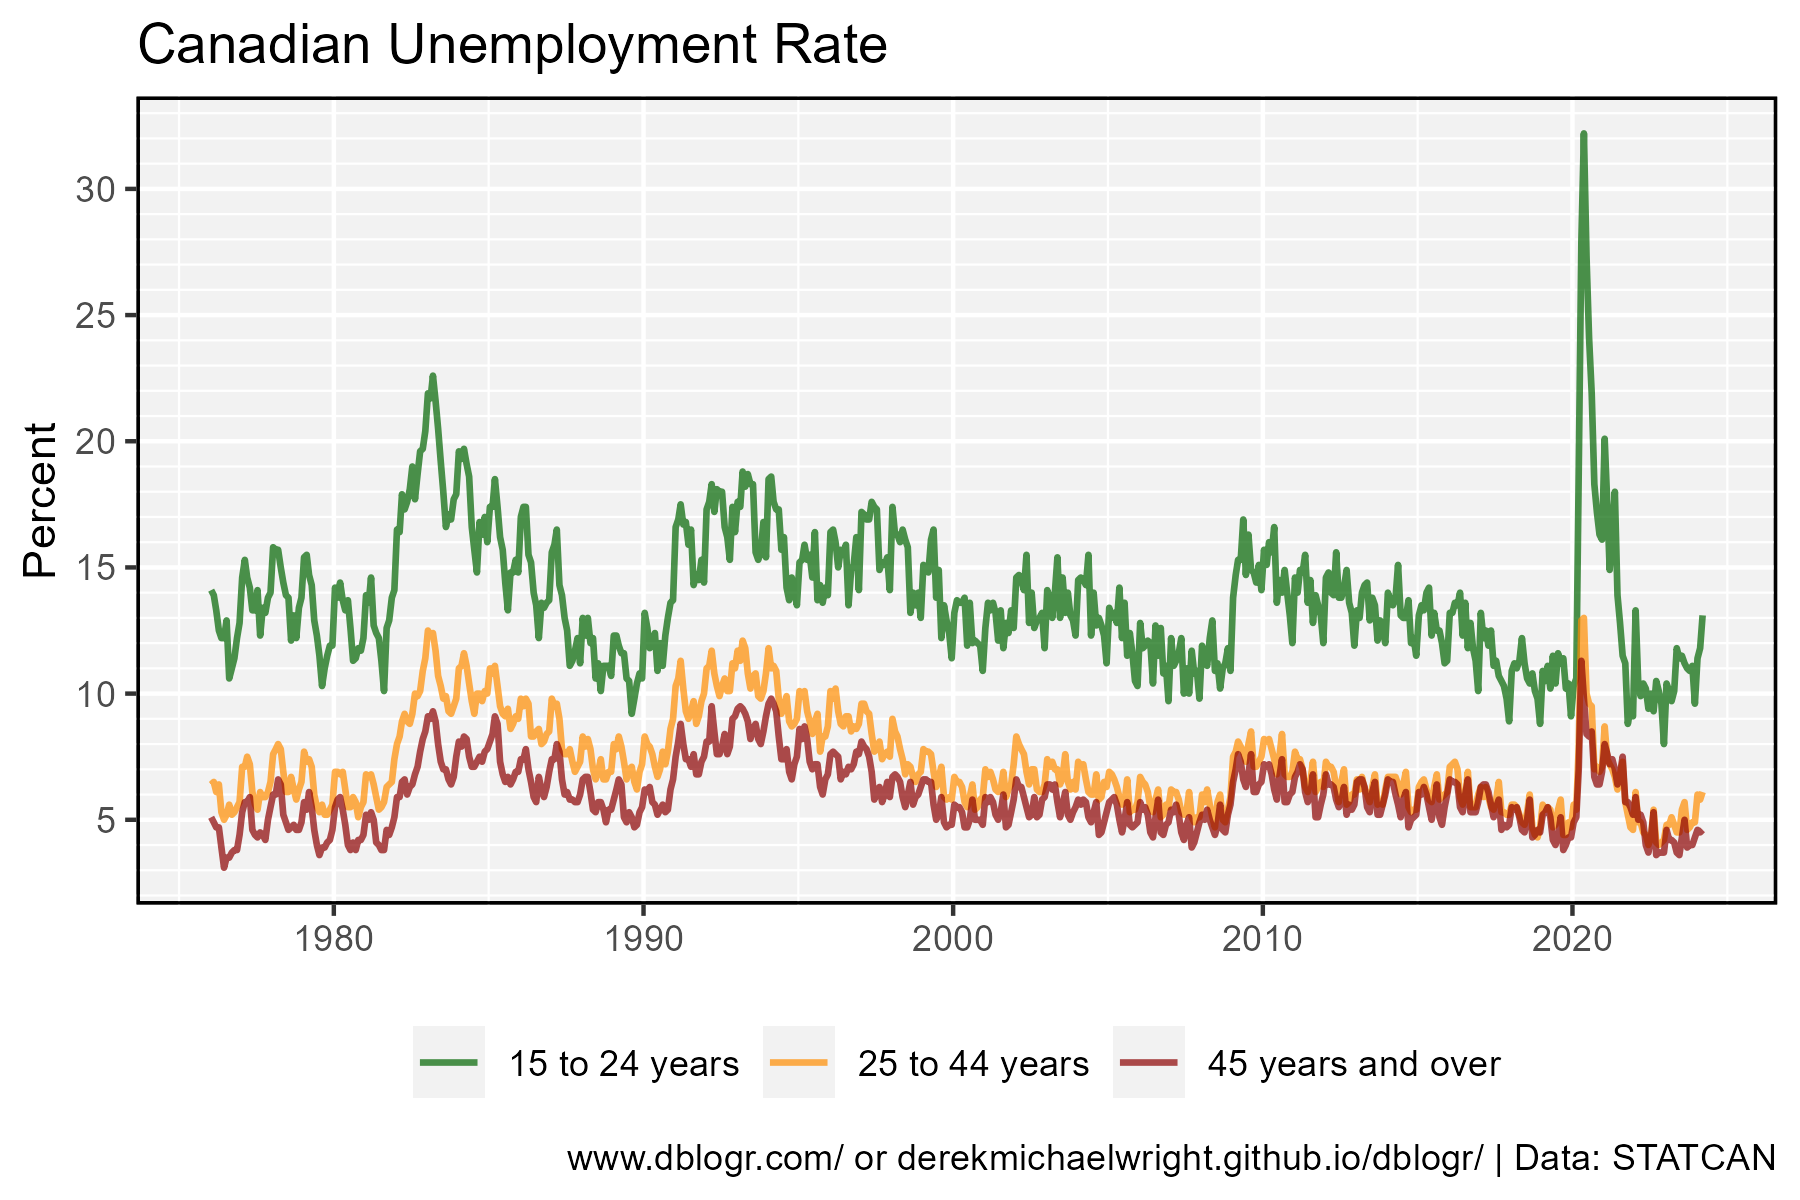 Canadian Unemployment Rate
Percent
30
25
20
15
10
5
1980 1990 2000 2010 2020
15 to 24 years 25 to 44 years 45 years and over
www.dblogr.com/ or derekmichaelwright.github.io/dblogr/ | Data: STATCAN